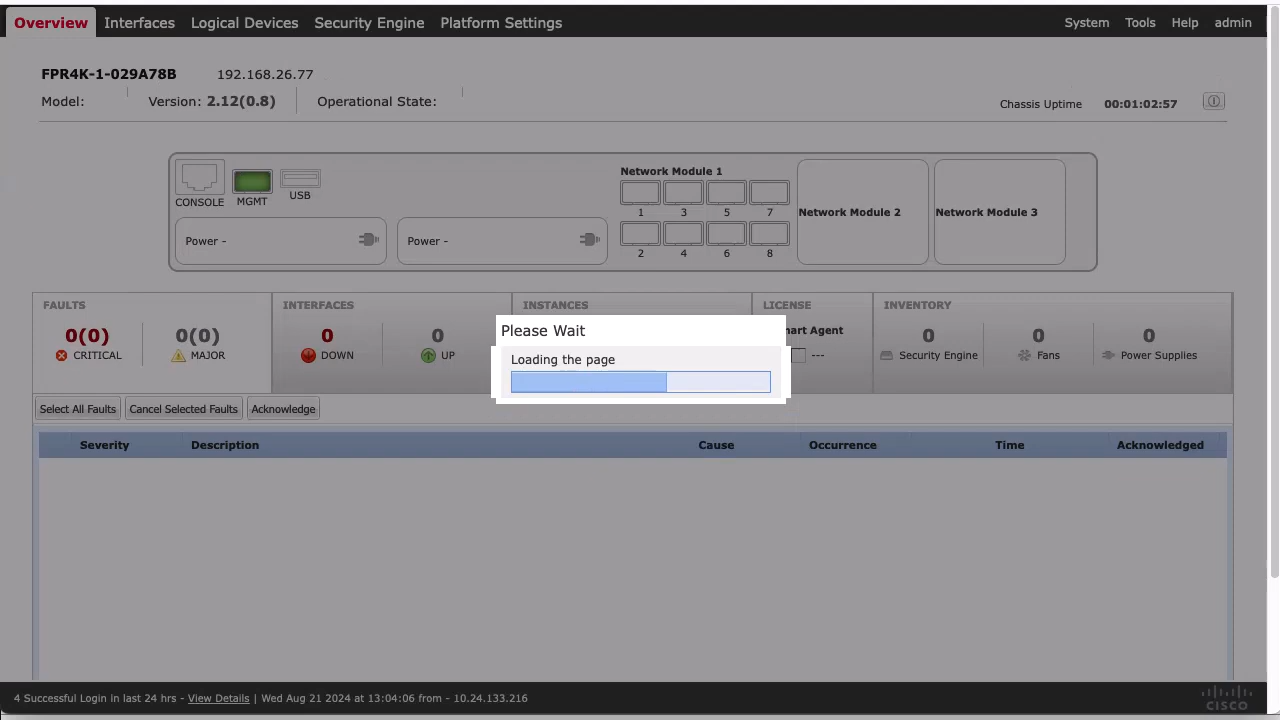 Overview Interfaces Logical Devices Security Engine Platform Settings System Tools Help admin
FPR4K-1-029A78B 192.168.26.77
Model: Version: 2.12(0.8) Operational State:
Chassis Uptime 00:01:02:57
Network Module 1
CONSOLE MGMT USB
1 3 5 7
Network Module 2 Network Module 3
Power - Power -
2 4 6 8
FAULTS INTERFACES INSTANCES LICENSE INVENTORY
0(0) 0(0) 0 0 0 0 0
CRITICAL MAJOR DOWN UP --- Security Engine Fans Power Supplies
Please Wait
Loading the page
Select All Faults Cancel Selected Faults Acknowledge
Severity Description Cause Occurrence Time Acknowledged
4 Successful Login in last 24 hrs - View Details | Wed Aug 21 2024 at 13:04:06 from - 10.24.133.216
CISCO